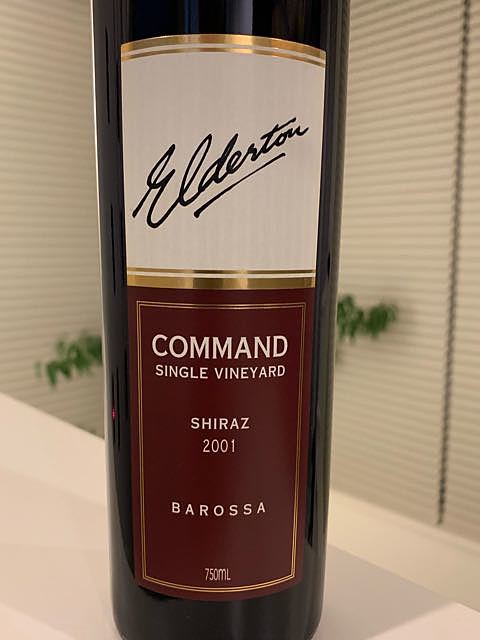 Elderton
COMMAND
SINGLE VINEYARD
SHIRAZ
2001
BAROSSA
750mL